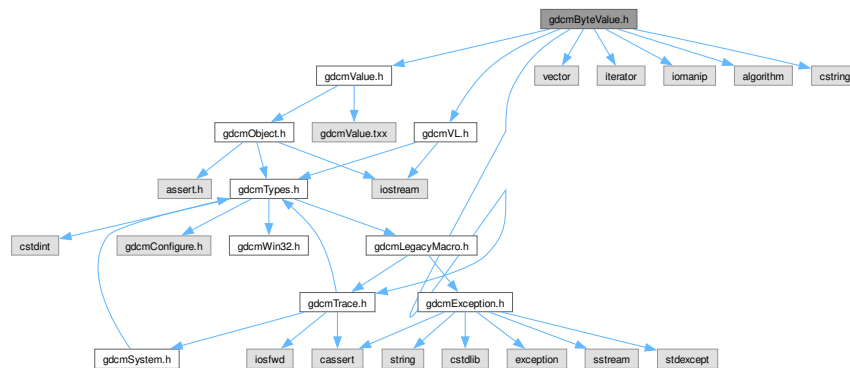 gdcmByteValue.h
gdcmValue.h
vector
iterator
iomanip
algorithm
cstring
gdcmObject.h
gdcmValue.txx
gdcmVL.h
assert.h
gdcmTypes.h
iostream
cstdint
gdcmConfigure.h
gdcmWin32.h
gdcmLegacyMacro.h
gdcmTrace.h
gdcmException.h
gdcmSystem.h
iosfwd
cassert
string
cstdlib
exception
sstream
stdexcept